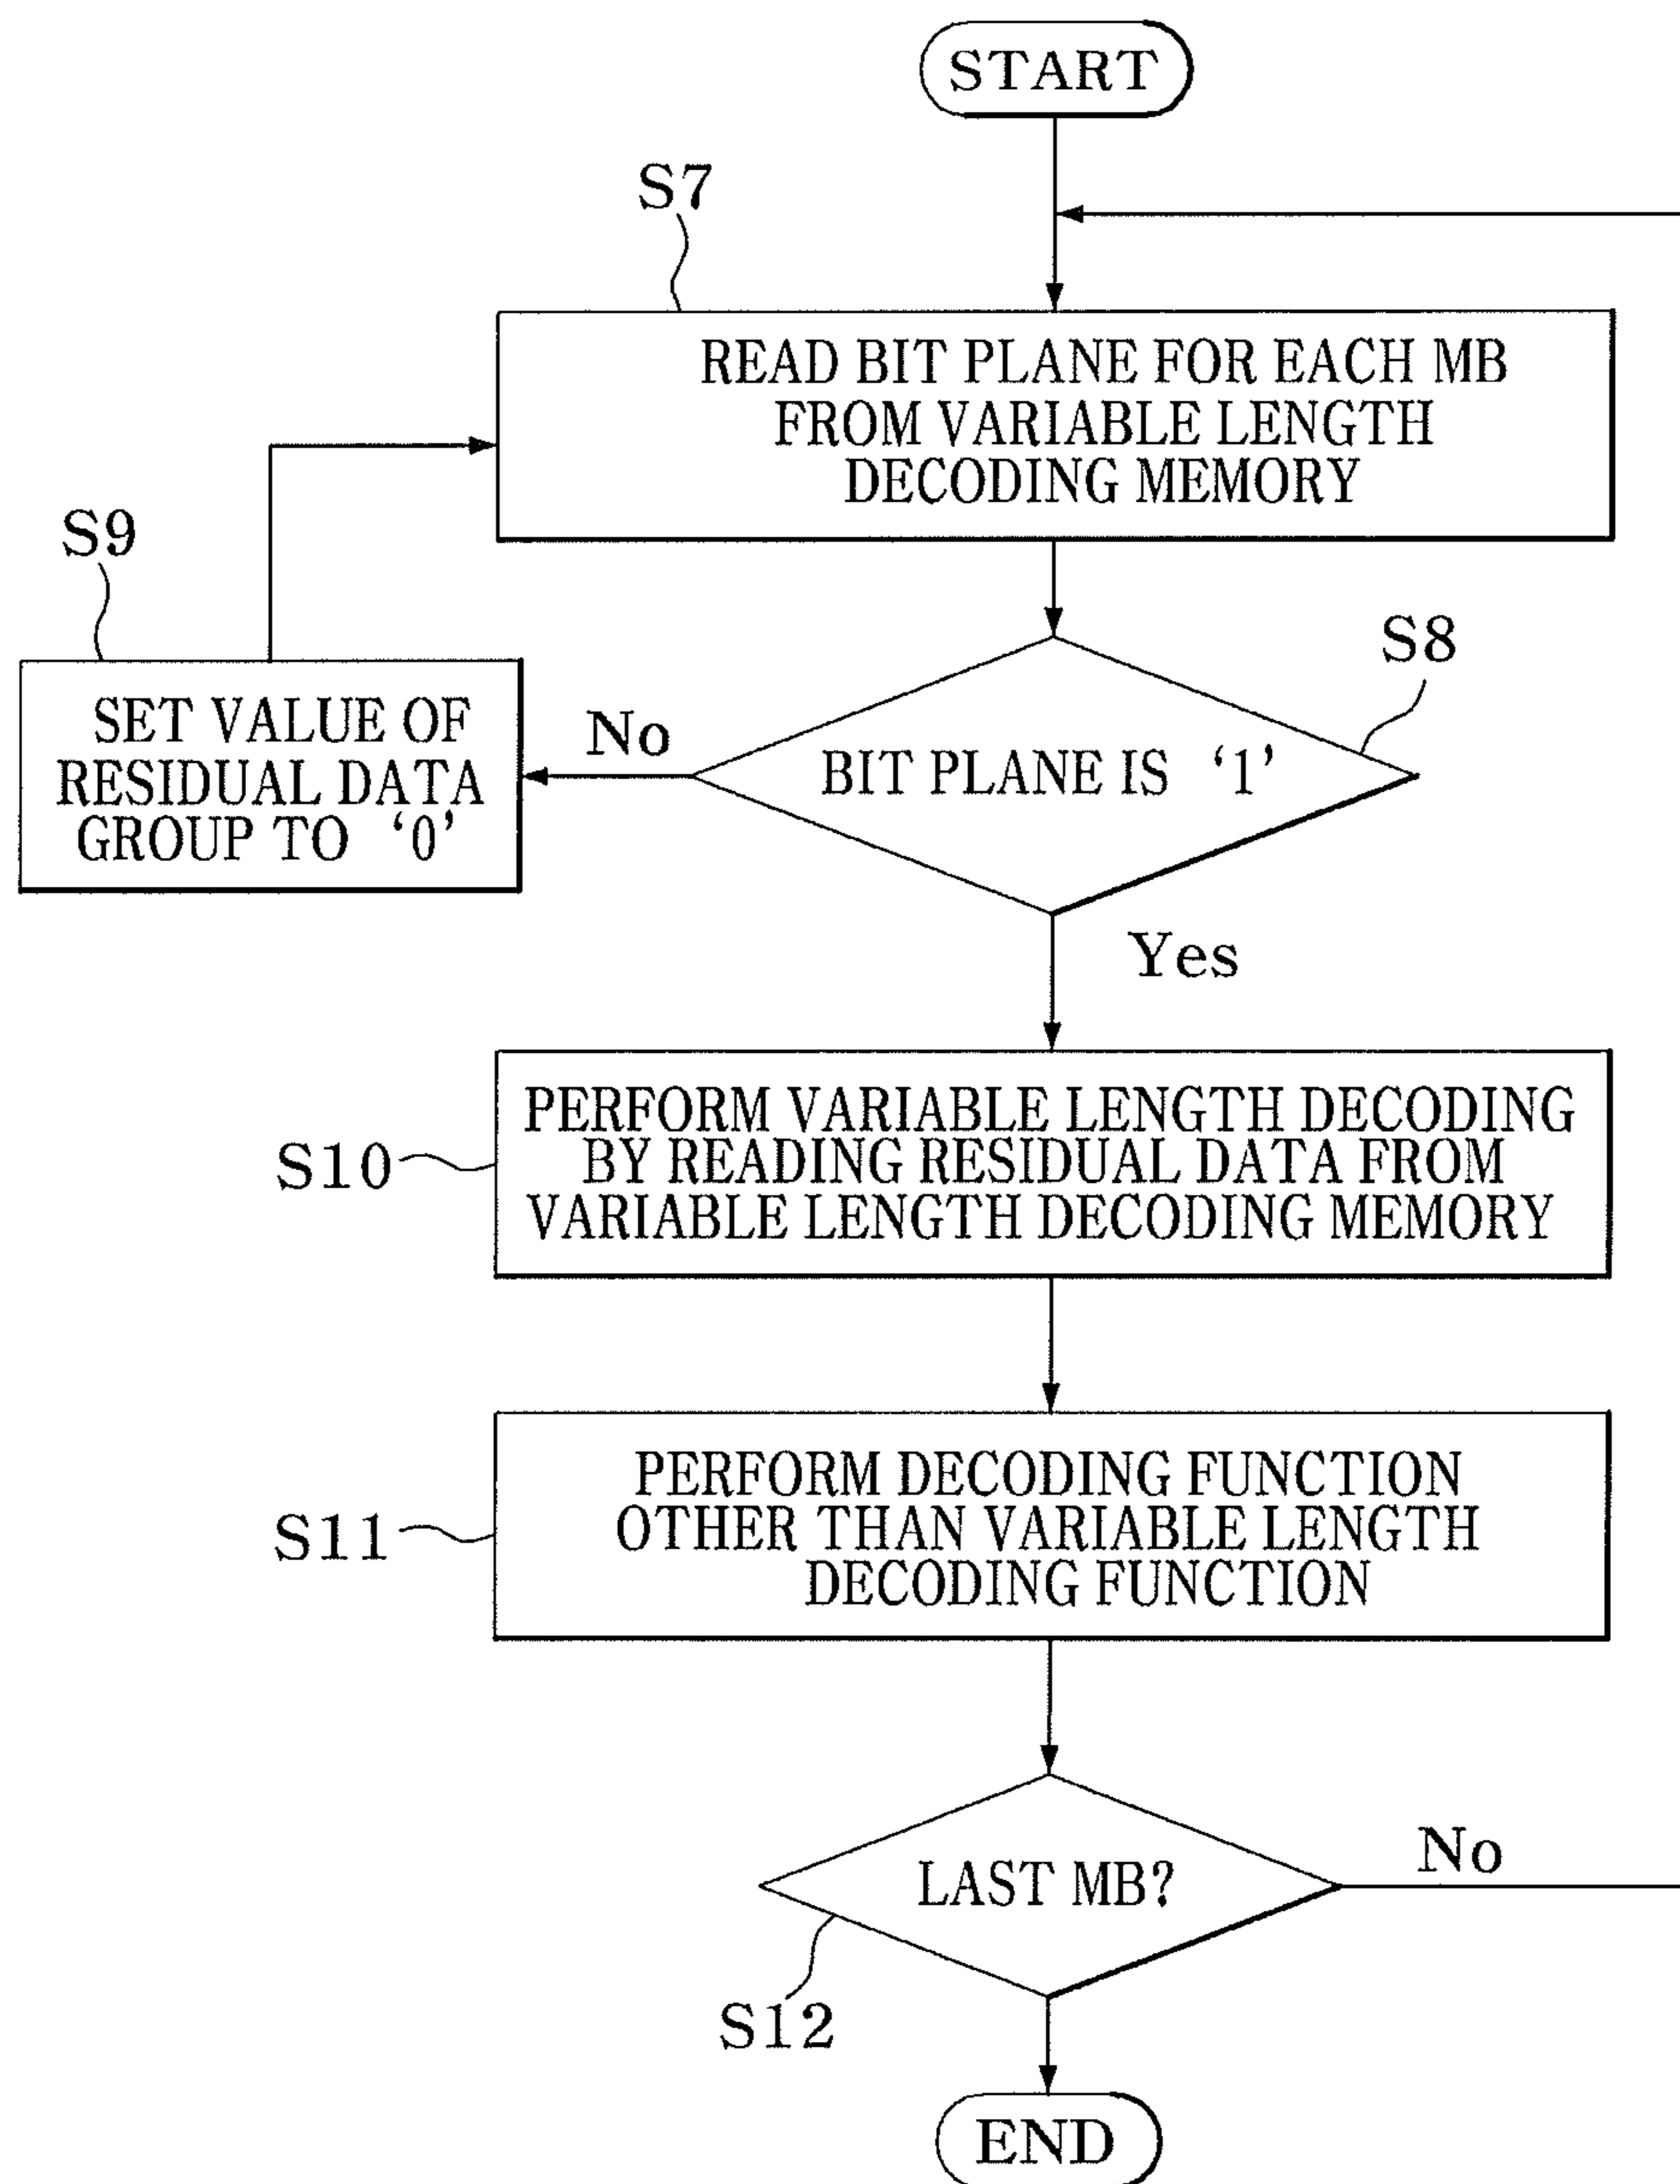 START
S7
READ BIT PLANE FOR EACH MB
FROM VARIABLE LENGTH
DECODING MEMORY
S9
SET VALUE OF
RESIDUAL DATA
GROUP TO '0'
No
S8
BIT PLANE IS '1'
Yes
S10
PERFORM VARIABLE LENGTH DECODING
BY READING RESIDUAL DATA FROM
VARIABLE LENGTH DECODING MEMORY
S11
PERFORM DECODING FUNCTION
OTHER THAN VARIABLE LENGTH
DECODING FUNCTION
LAST MB?
No
S12
END